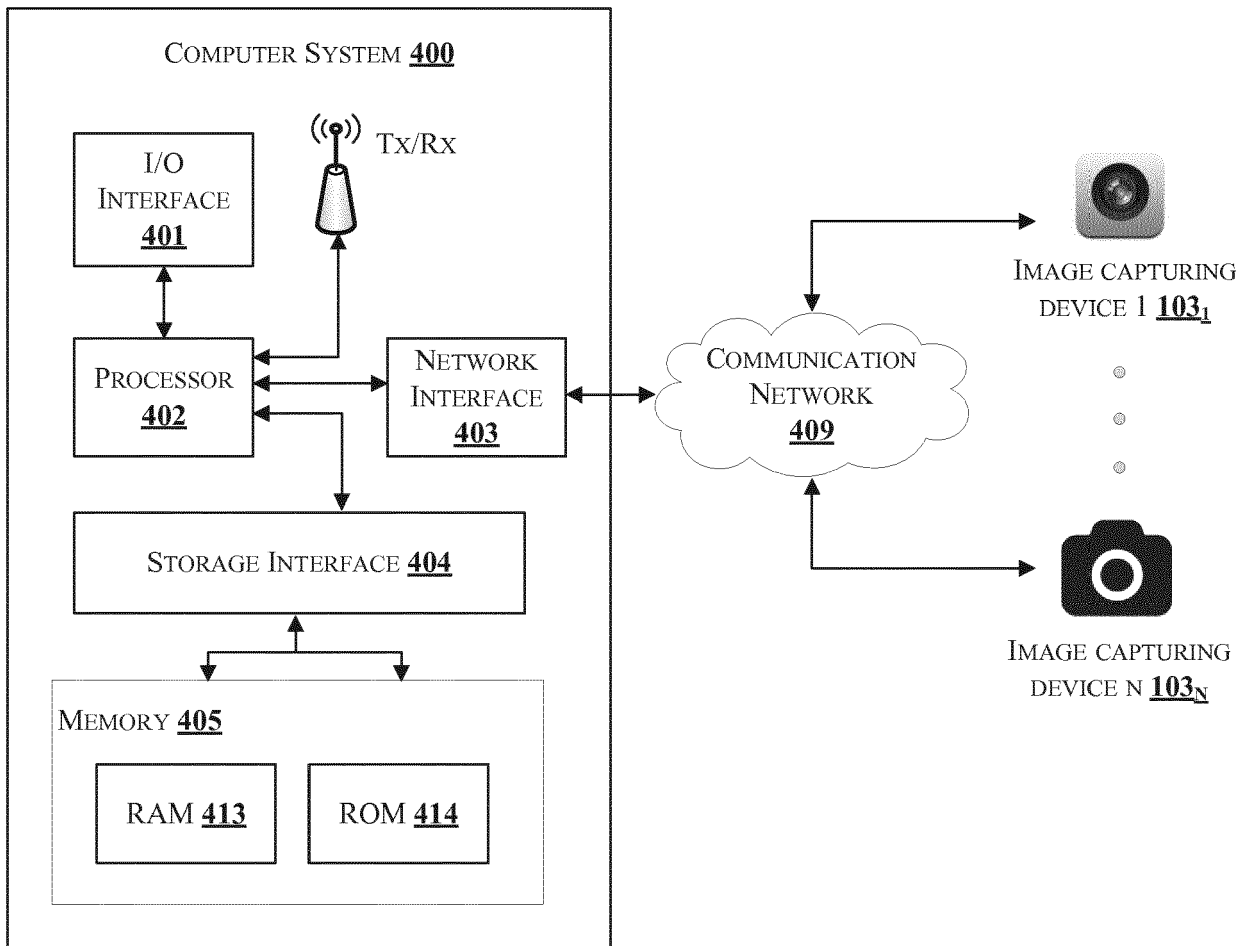 COMPUTER SYSTEM 400
I/O
INTERFACE
401
Tx/Rx
PROCESSOR
402
NETWORK
INTERFACE
403
STORAGE INTERFACE 404
MEMORY 405
RAM 413
ROM 414
COMMUNICATION
NETWORK
409
IMAGE CAPTURING
DEVICE 1 103₁
IMAGE CAPTURING
DEVICE N 103_N